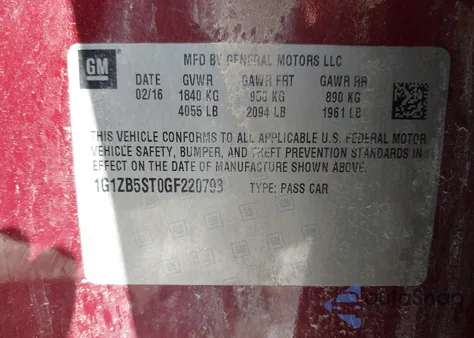 GM
MFD BY GENERAL MOTORS LLC
DATE GVWR GAWR FRT GAWR RR
02/16 1840 KG 950 KG 890 KG
4056 LB 2094 LB 1961 LB
THIS VEHICLE CONFORMS TO ALL APPLICABLE U.S. FEDERAL MOTOR
VEHICLE SAFETY, BUMPER, AND THEFT PREVENTION STANDARDS IN
EFFECT ON THE DATE OF MANUFACTURE SHOWN ABOVE.
1G1ZB5ST0GF220793 TYPE: PASS CAR
AutoSnap